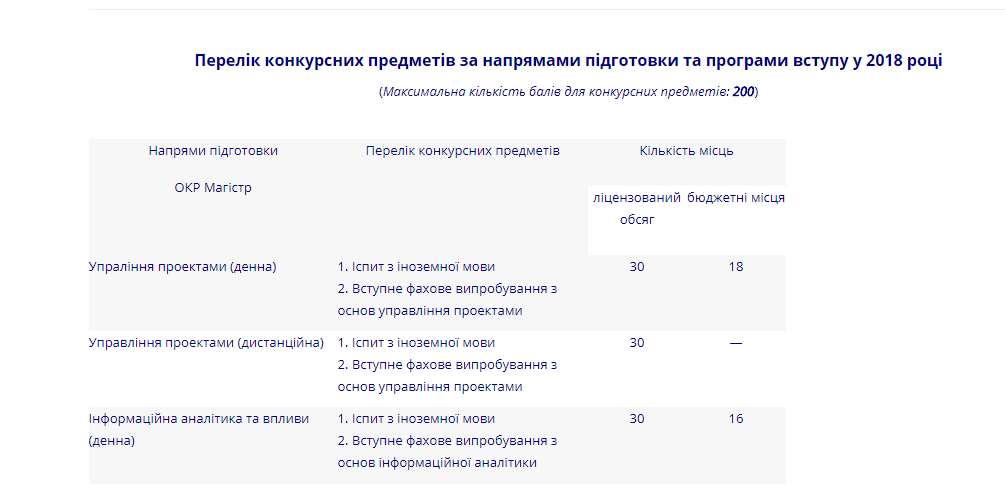 Перелік конкурсних предметів за напрямами підготовки та програми вступу у 2018 році
(Максимальна кількість балів для конкурсних предметів: 200)
Напрями підготовки
ОКР Магістр
Перелік конкурсних предметів
Кількість місць
ліцензований обсяг
бюджетні місця
Упраління проектами (денна)
1. Іспит з іноземної мови
2. Вступне фахове випробування з
основ управління проектами
30
18
Управління проектами (дистанційна)
1. Іспит з іноземної мови
2. Вступне фахове випробування з
основ управління проектами
30
—
Інформаційна аналітика та впливи
(денна)
1. Іспит з іноземної мови
2. Вступне фахове випробування з
основ інформаційної аналітики
30
16